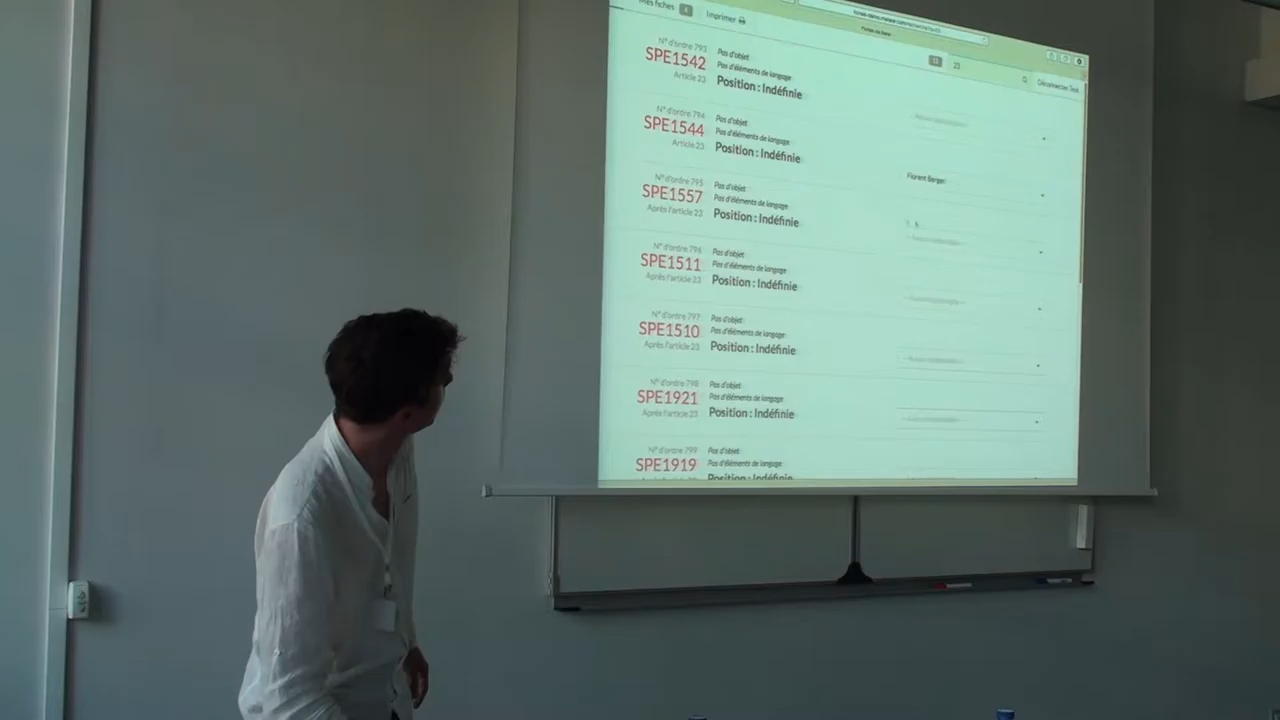 Mes fiches
Imprimer
23
Déconnecter Test
N° d'ordre 793
SPE1542
Article 23
Pas d'objet
Pas d'éléments de langage
Position : Indéfinie
N° d'ordre 794
SPE1544
Article 23
Pas d'objet
Pas d'éléments de langage
Position : Indéfinie
Florent Berger
N° d'ordre 795
SPE1557
Après l'article 23
Pas d'objet
Pas d'éléments de langage
Position : Indéfinie
N° d'ordre 796
SPE1511
Après l'article 23
Pas d'objet
Pas d'éléments de langage
Position : Indéfinie
N° d'ordre 797
SPE1510
Après l'article 23
Pas d'objet
Pas d'éléments de langage
Position : Indéfinie
N° d'ordre 798
SPE1921
Après l'article 23
Pas d'objet
Pas d'éléments de langage
Position : Indéfinie
N° d'ordre 799
SPE1919
Pas d'objet
Pas d'éléments de langage
Position : Indéfinie